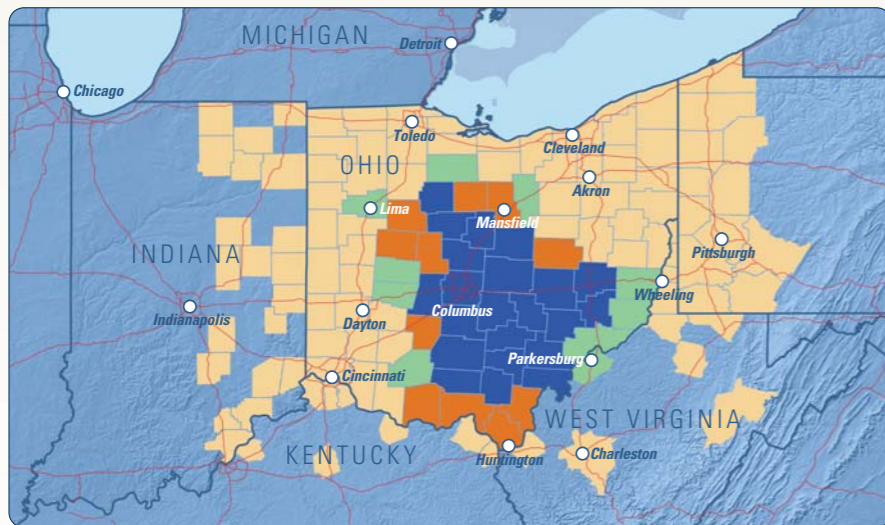 MICHIGAN
Detroit
Chicago
Toledo
Cleveland
OHIO
Akron
Lima
Mansfield
INDIANA
Pittsburgh
Wheeling
Indianapolis
Dayton
Columbus
Parkersburg
Cincinnati
WEST VIRGINIA
KENTUCKY
Huntington
Charleston